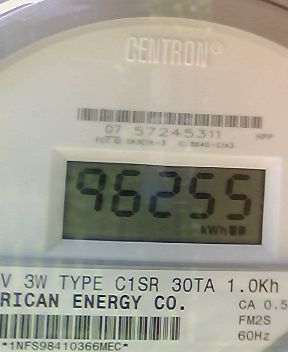 CENTRON®
07 57245311
96255
kWh
V 3W TYPE C1SR 30TA 1.0Kh
RICAN ENERGY CO.
CA 0.5
FM2S
60Hz
*1NFS98410366MEC*